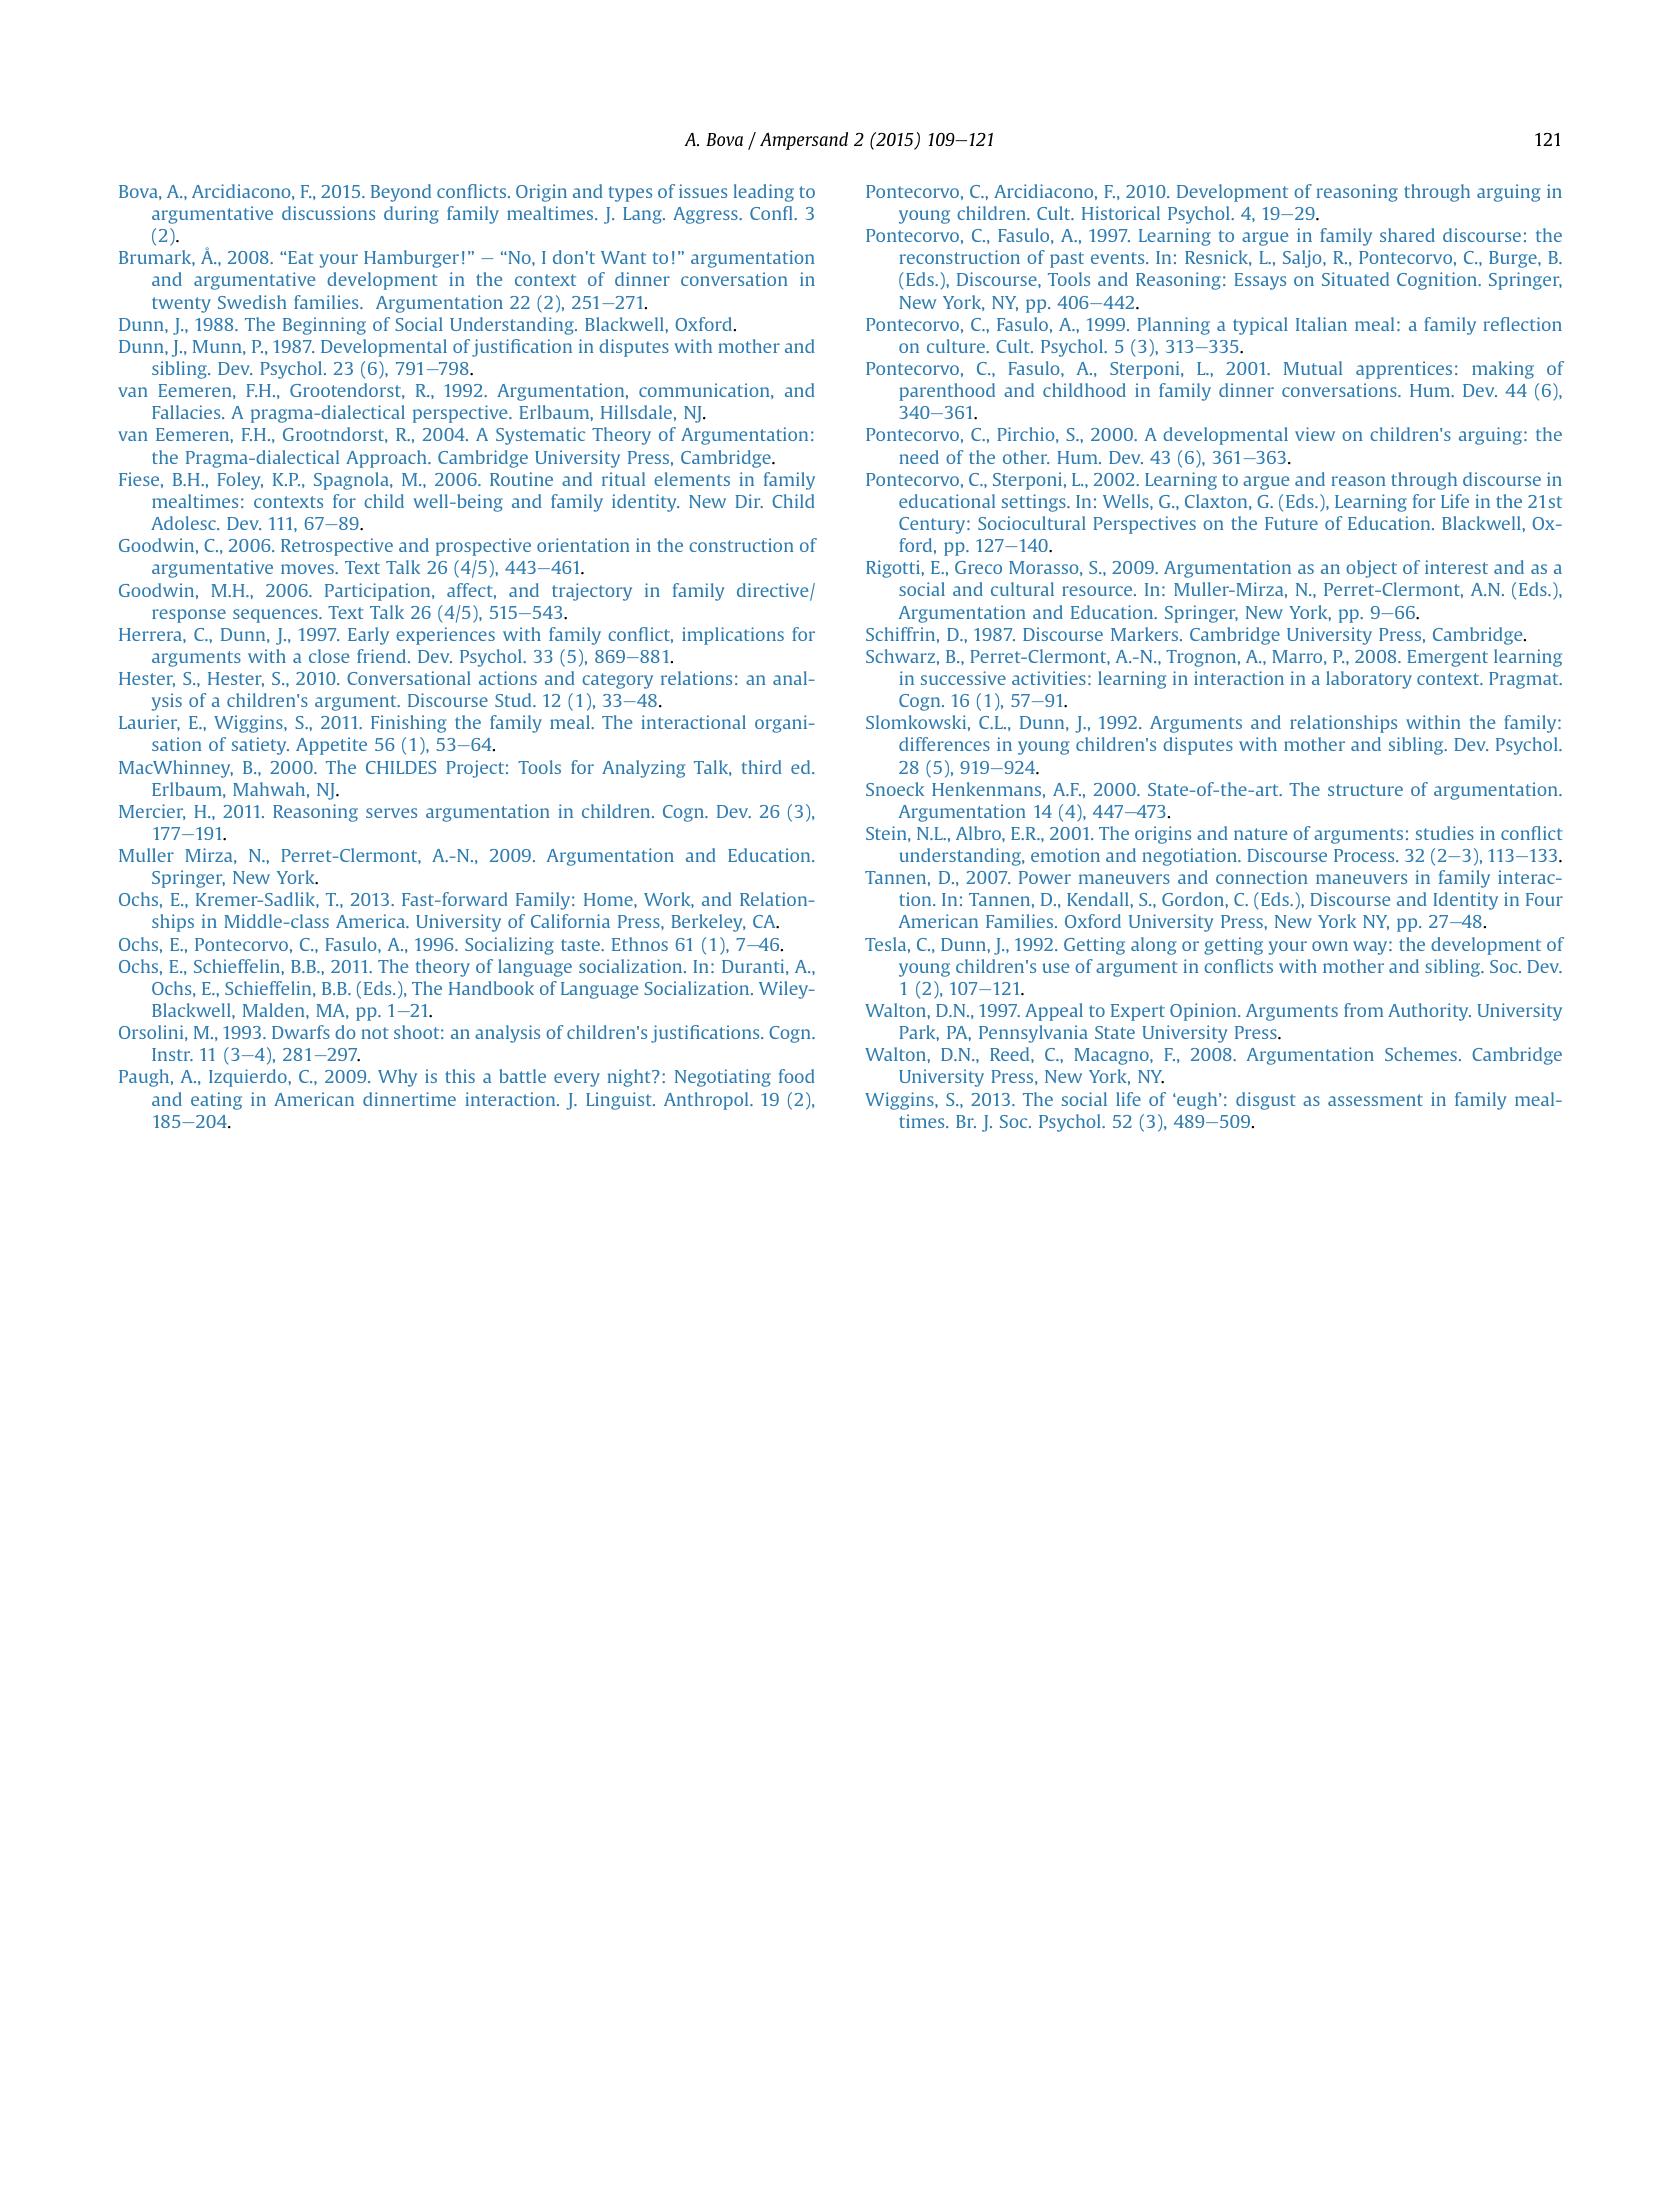 A. Bova / Ampersand 2 (2015) 109–121
121
Bova, A., Arcidiacono, F., 2015. Beyond conflicts. Origin and types of issues leading to
argumentative discussions during family mealtimes. J. Lang. Aggress. Confl. 3
(2).
Brumark, Å., 2008. “Eat your Hamburger!” – “No, I don't Want to!” argumentation
and argumentative development in the context of dinner conversation in
twenty Swedish families. Argumentation 22 (2), 251–271.
Dunn, J., 1988. The Beginning of Social Understanding. Blackwell, Oxford.
Dunn, J., Munn, P., 1987. Developmental of justification in disputes with mother and
sibling. Dev. Psychol. 23 (6), 791–798.
van Eemeren, F.H., Grootendorst, R., 1992. Argumentation, communication, and
Fallacies. A pragma-dialectical perspective. Erlbaum, Hillsdale, NJ.
van Eemeren, F.H., Grootndorst, R., 2004. A Systematic Theory of Argumentation:
the Pragma-dialectical Approach. Cambridge University Press, Cambridge.
Fiese, B.H., Foley, K.P., Spagnola, M., 2006. Routine and ritual elements in family
mealtimes: contexts for child well-being and family identity. New Dir. Child
Adolesc. Dev. 111, 67–89.
Goodwin, C., 2006. Retrospective and prospective orientation in the construction of
argumentative moves. Text Talk 26 (4/5), 443–461.
Goodwin, M.H., 2006. Participation, affect, and trajectory in family directive/
response sequences. Text Talk 26 (4/5), 515–543.
Herrera, C., Dunn, J., 1997. Early experiences with family conflict, implications for
arguments with a close friend. Dev. Psychol. 33 (5), 869–881.
Hester, S., Hester, S., 2010. Conversational actions and category relations: an anal-
ysis of a children's argument. Discourse Stud. 12 (1), 33–48.
Laurier, E., Wiggins, S., 2011. Finishing the family meal. The interactional organi-
sation of satiety. Appetite 56 (1), 53–64.
MacWhinney, B., 2000. The CHILDES Project: Tools for Analyzing Talk, third ed.
Erlbaum, Mahwah, NJ.
Mercier, H., 2011. Reasoning serves argumentation in children. Cogn. Dev. 26 (3),
177–191.
Muller Mirza, N., Perret-Clermont, A.-N., 2009. Argumentation and Education.
Springer, New York.
Ochs, E., Kremer-Sadlik, T., 2013. Fast-forward Family: Home, Work, and Relation-
ships in Middle-class America. University of California Press, Berkeley, CA.
Ochs, E., Pontecorvo, C., Fasulo, A., 1996. Socializing taste. Ethnos 61 (1), 7–46.
Ochs, E., Schieffelin, B.B., 2011. The theory of language socialization. In: Duranti, A.,
Ochs, E., Schieffelin, B.B. (Eds.), The Handbook of Language Socialization. Wiley-
Blackwell, Malden, MA, pp. 1–21.
Orsolini, M., 1993. Dwarfs do not shoot: an analysis of children's justifications. Cogn.
Instr. 11 (3–4), 281–297.
Paugh, A., Izquierdo, C., 2009. Why is this a battle every night?: Negotiating food
and eating in American dinnertime interaction. J. Linguist. Anthropol. 19 (2),
185–204.
Pontecorvo, C., Arcidiacono, F., 2010. Development of reasoning through arguing in
young children. Cult. Historical Psychol. 4, 19–29.
Pontecorvo, C., Fasulo, A., 1997. Learning to argue in family shared discourse: the
reconstruction of past events. In: Resnick, L., Saljo, R., Pontecorvo, C., Burge, B.
(Eds.), Discourse, Tools and Reasoning: Essays on Situated Cognition. Springer,
New York, NY, pp. 406–442.
Pontecorvo, C., Fasulo, A., 1999. Planning a typical Italian meal: a family reflection
on culture. Cult. Psychol. 5 (3), 313–335.
Pontecorvo, C., Fasulo, A., Sterponi, L., 2001. Mutual apprentices: making of
parenthood and childhood in family dinner conversations. Hum. Dev. 44 (6),
340–361.
Pontecorvo, C., Pirchio, S., 2000. A developmental view on children's arguing: the
need of the other. Hum. Dev. 43 (6), 361–363.
Pontecorvo, C., Sterponi, L., 2002. Learning to argue and reason through discourse in
educational settings. In: Wells, G., Claxton, G. (Eds.), Learning for Life in the 21st
Century: Sociocultural Perspectives on the Future of Education. Blackwell, Ox-
ford, pp. 127–140.
Rigotti, E., Greco Morasso, S., 2009. Argumentation as an object of interest and as a
social and cultural resource. In: Muller-Mirza, N., Perret-Clermont, A.N. (Eds.),
Argumentation and Education. Springer, New York, pp. 9–66.
Schiffrin, D., 1987. Discourse Markers. Cambridge University Press, Cambridge.
Schwarz, B., Perret-Clermont, A.-N., Trognon, A., Marro, P., 2008. Emergent learning
in successive activities: learning in interaction in a laboratory context. Pragmat.
Cogn. 16 (1), 57–91.
Slomkowski, C.L., Dunn, J., 1992. Arguments and relationships within the family:
differences in young children's disputes with mother and sibling. Dev. Psychol.
28 (5), 919–924.
Snoeck Henkenmans, A.F., 2000. State-of-the-art. The structure of argumentation.
Argumentation 14 (4), 447–473.
Stein, N.L., Albro, E.R., 2001. The origins and nature of arguments: studies in conflict
understanding, emotion and negotiation. Discourse Process. 32 (2–3), 113–133.
Tannen, D., 2007. Power maneuvers and connection maneuvers in family interac-
tion. In: Tannen, D., Kendall, S., Gordon, C. (Eds.), Discourse and Identity in Four
American Families. Oxford University Press, New York NY, pp. 27–48.
Tesla, C., Dunn, J., 1992. Getting along or getting your own way: the development of
young children's use of argument in conflicts with mother and sibling. Soc. Dev.
1 (2), 107–121.
Walton, D.N., 1997. Appeal to Expert Opinion. Arguments from Authority. University
Park, PA, Pennsylvania State University Press.
Walton, D.N., Reed, C., Macagno, F., 2008. Argumentation Schemes. Cambridge
University Press, New York, NY.
Wiggins, S., 2013. The social life of ‘eugh’: disgust as assessment in family meal-
times. Br. J. Soc. Psychol. 52 (3), 489–509.